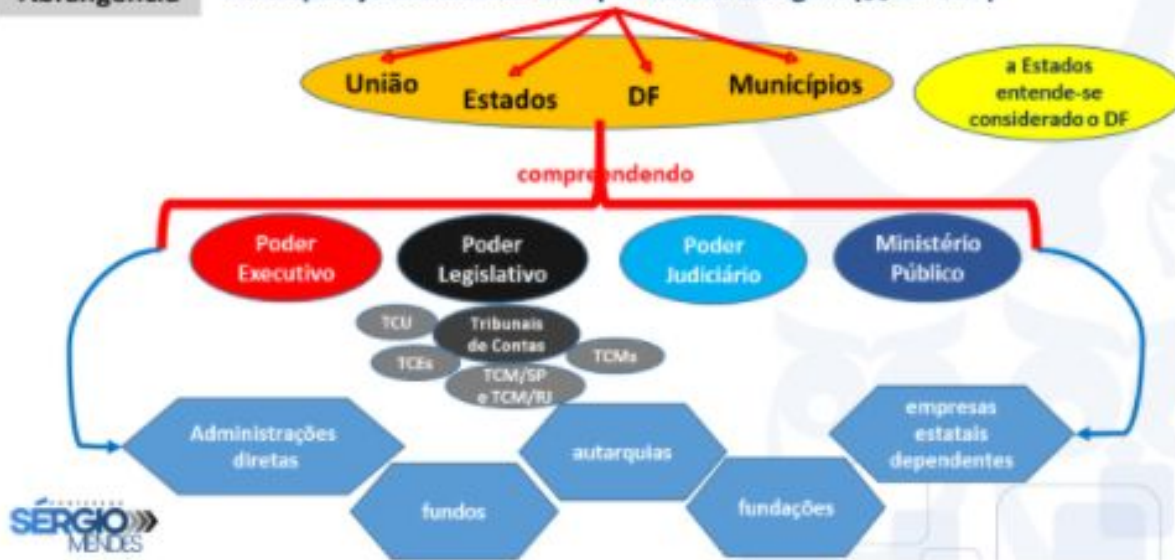 União
Estados
DF
Municípios
a Estados
entende-se
considerado o DF
compreendendo
Poder
Executivo
Poder
Legislativo
Poder
Judiciário
Ministério
Público
TCU
Tribunais
de Contas
TCEs
TCMs
TCM/SP
e TCM/RJ
Administrações
diretas
fundos
autarquias
fundações
empresas
estatais
dependentes
PROFESSOR
SÉRGIO
MENDES